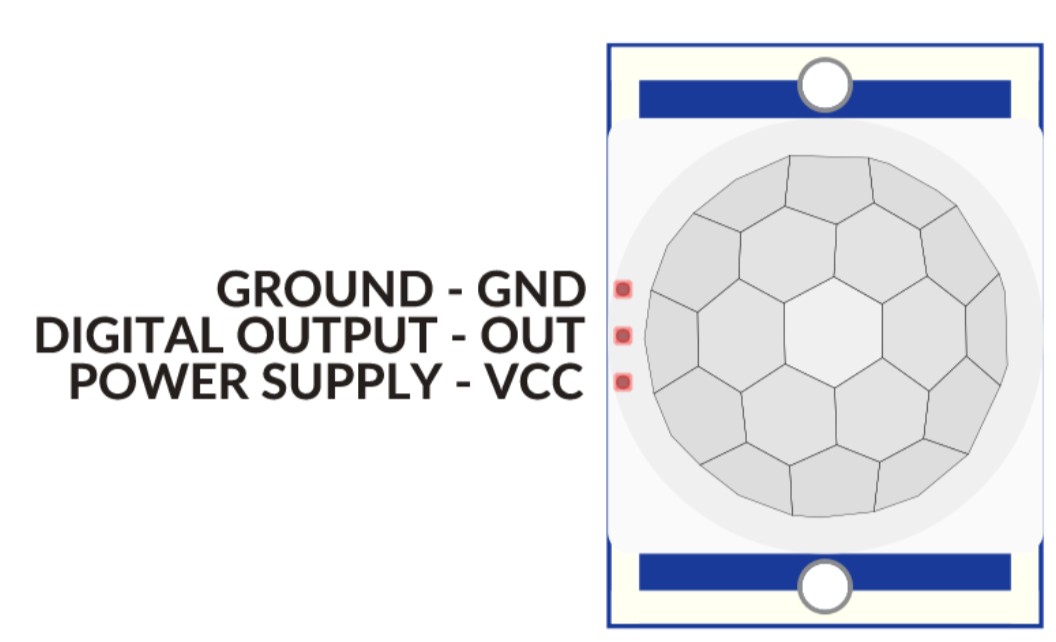 GROUND - GND
DIGITAL OUTPUT - OUT
POWER SUPPLY - VCC